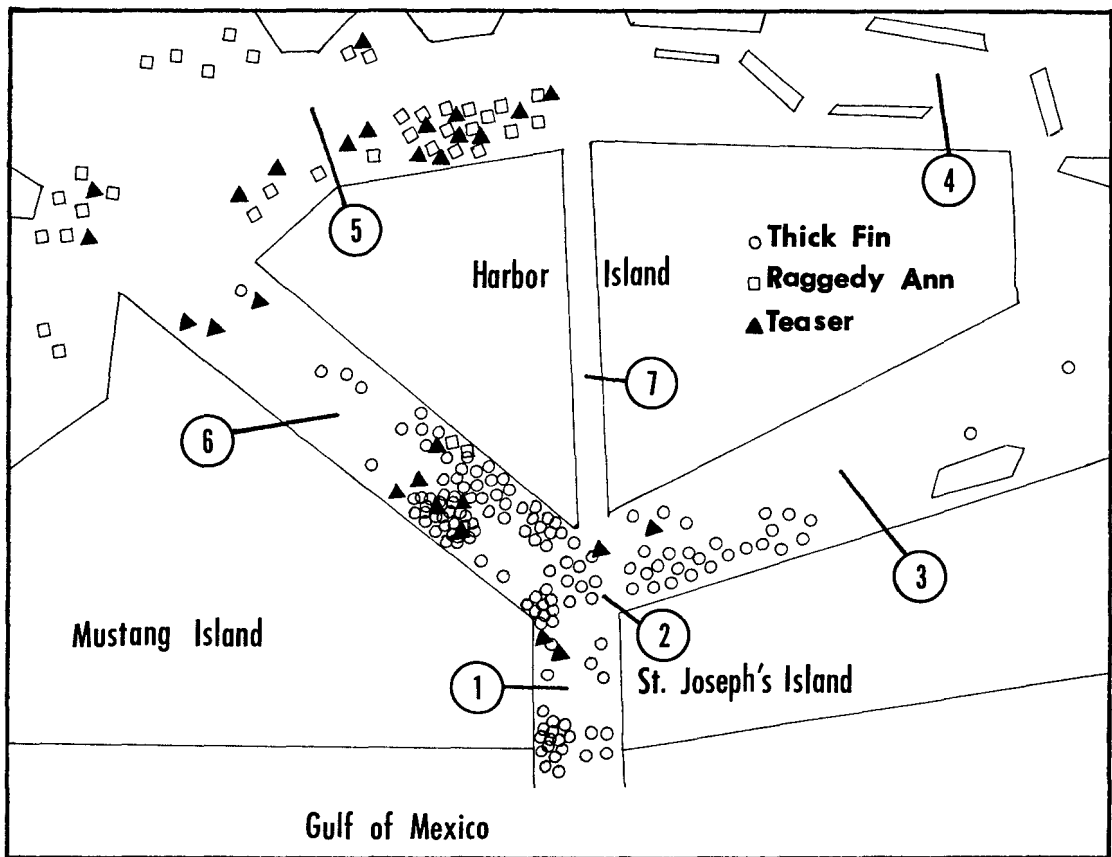 4
5
Thick Fin
Harbor Island
Raggedy Ann
Teaser
7
6
3
Mustang Island
2
1
St. Joseph's Island
Gulf of Mexico